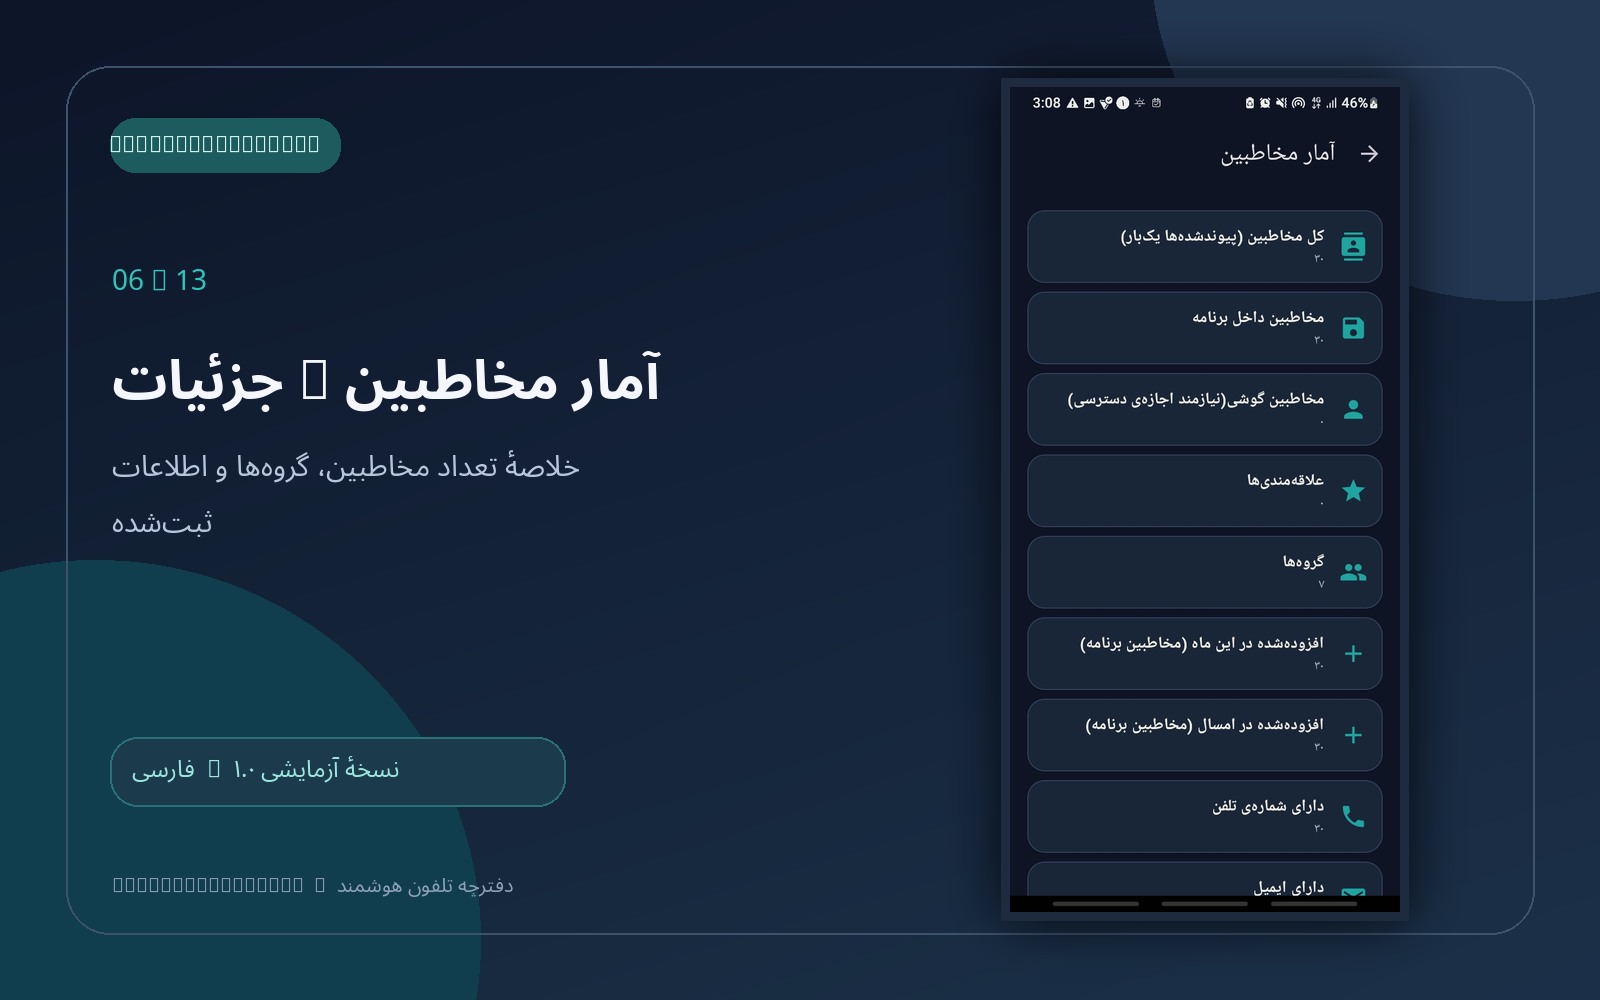 06 13
آمار مخاطبین جزئیات
خلاصهٔ تعداد مخاطبین، گروه‌ها و اطلاعات
ثبت‌شده
نسخهٔ آزمایشی ۱.۰ فارسی
دفترچه تلفون هوشمند
3:08
4G
46%
آمار مخاطبین
کل مخاطبین (پیوندشده‌ها یک‌بار)
۳۰
مخاطبین داخل برنامه
۳۰
مخاطبین گوشی(نیازمند اجازه‌ی دسترسی)
۰
علاقه‌مندی‌ها
۰
گروه‌ها
۷
افزوده‌شده در این ماه (مخاطبین برنامه)
۳۰
افزوده‌شده در امسال (مخاطبین برنامه)
۳۰
دارای شماره‌ی تلفن
۳۰
دارای ایمیل